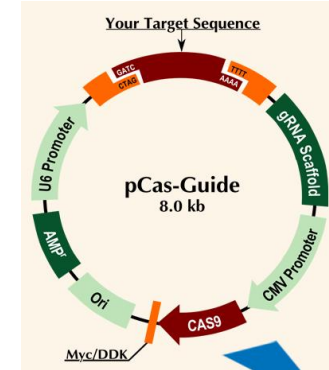 Your Target Sequence
GATC
CTAG
TTTT
AAAA
U6 Promoter
gRNA Scaffold
pCas-Guide
8.0 kb
AMPr
CMV Promoter
Ori
CAS9
Myc/DDK